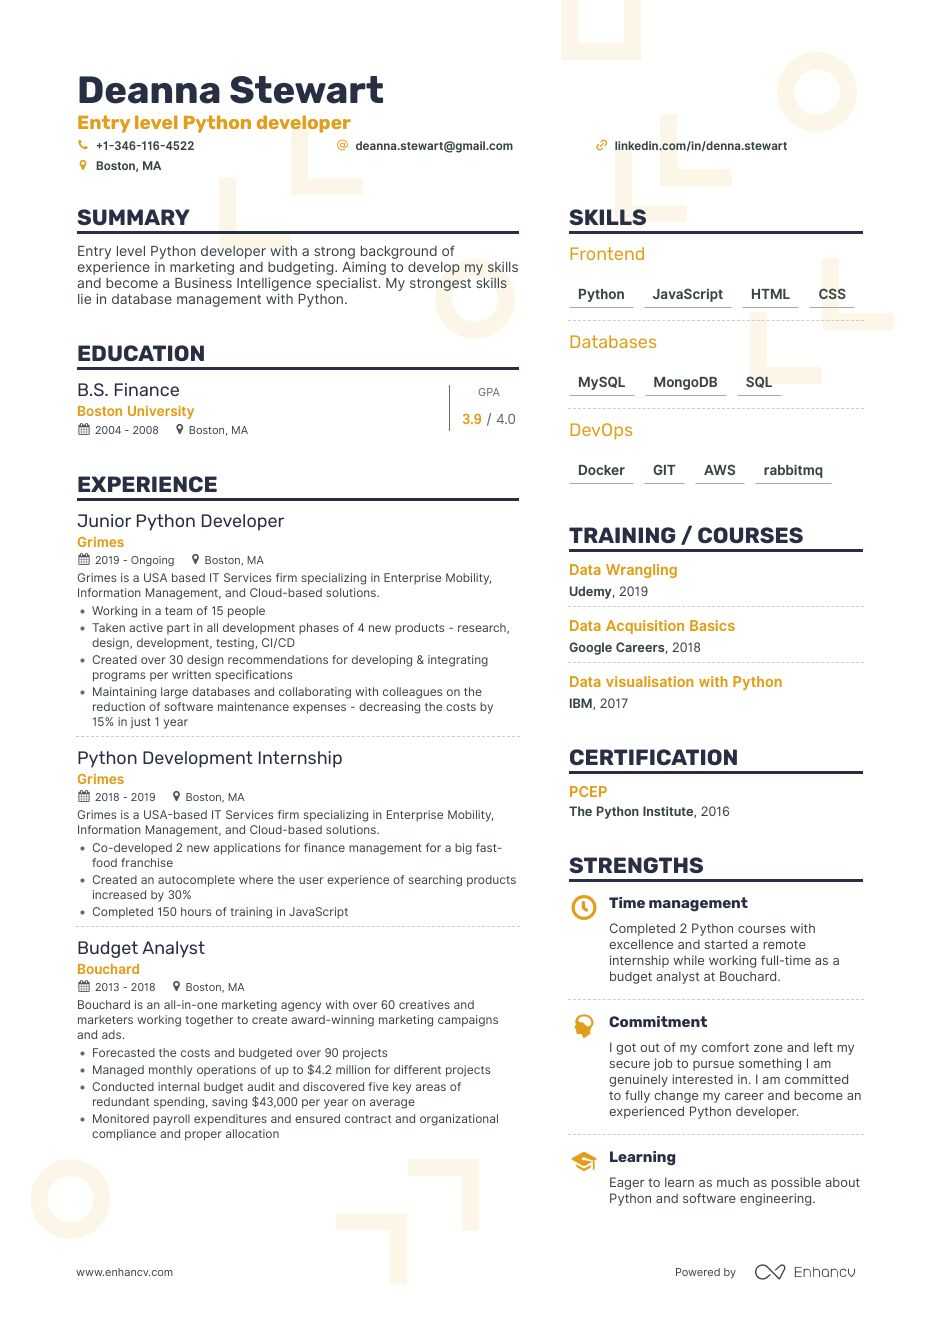 Deanna Stewart
Entry level Python developer
+1-346-116-4522
deanna.stewart@gmail.com
linkedin.com/in/denna.stewart
Boston, MA
SUMMARY
Entry level Python developer with a strong background of
experience in marketing and budgeting. Aiming to develop my skills
and become a Business Intelligence specialist. My strongest skills
lie in database management with Python.
EDUCATION
B.S. Finance
Boston University
2004 - 2008 Boston, MA
GPA
3.9 / 4.0
EXPERIENCE
Junior Python Developer
Grimes
2019 - Ongoing Boston, MA
Grimes is a USA based IT Services firm specializing in Enterprise Mobility,
Information Management, and Cloud-based solutions.
• Working in a team of 15 people
• Taken active part in all development phases of 4 new products - research,
design, development, testing, CI/CD
• Created over 30 design recommendations for developing & integrating
programs per written specifications
• Maintaining large databases and collaborating with colleagues on the
reduction of software maintenance expenses - decreasing the costs by
15% in just 1 year
Python Development Internship
Grimes
2018 - 2019 Boston, MA
Grimes is a USA-based IT Services firm specializing in Enterprise Mobility,
Information Management, and Cloud-based solutions.
• Co-developed 2 new applications for finance management for a big fast-
food franchise
• Created an autocomplete where the user experience of searching products
increased by 30%
• Completed 150 hours of training in JavaScript
Budget Analyst
Bouchard
2013 - 2018 Boston, MA
Bouchard is an all-in-one marketing agency with over 60 creatives and
marketers working together to create award-winning marketing campaigns
and ads.
• Forecasted the costs and budgeted over 90 projects
• Managed monthly operations of up to $4.2 million for different projects
• Conducted internal budget audit and discovered five key areas of
redundant spending, saving $43,000 per year on average
• Monitored payroll expenditures and ensured contract and organizational
compliance and proper allocation
SKILLS
Frontend
Python JavaScript HTML CSS
Databases
MySQL MongoDB SQL
DevOps
Docker GIT AWS rabbitmq
TRAINING / COURSES
Data Wrangling
Udemy, 2019
Data Acquisition Basics
Google Careers, 2018
Data visualisation with Python
IBM, 2017
CERTIFICATION
PCEP
The Python Institute, 2016
STRENGTHS
Time management
Completed 2 Python courses with
excellence and started a remote
internship while working full-time as a
budget analyst at Bouchard.
Commitment
I got out of my comfort zone and left my
secure job to pursue something I am
genuinely interested in. I am committed
to fully change my career and become an
experienced Python developer.
Learning
Eager to learn as much as possible about
Python and software engineering.
www.enhancv.com
Powered by Enhancv